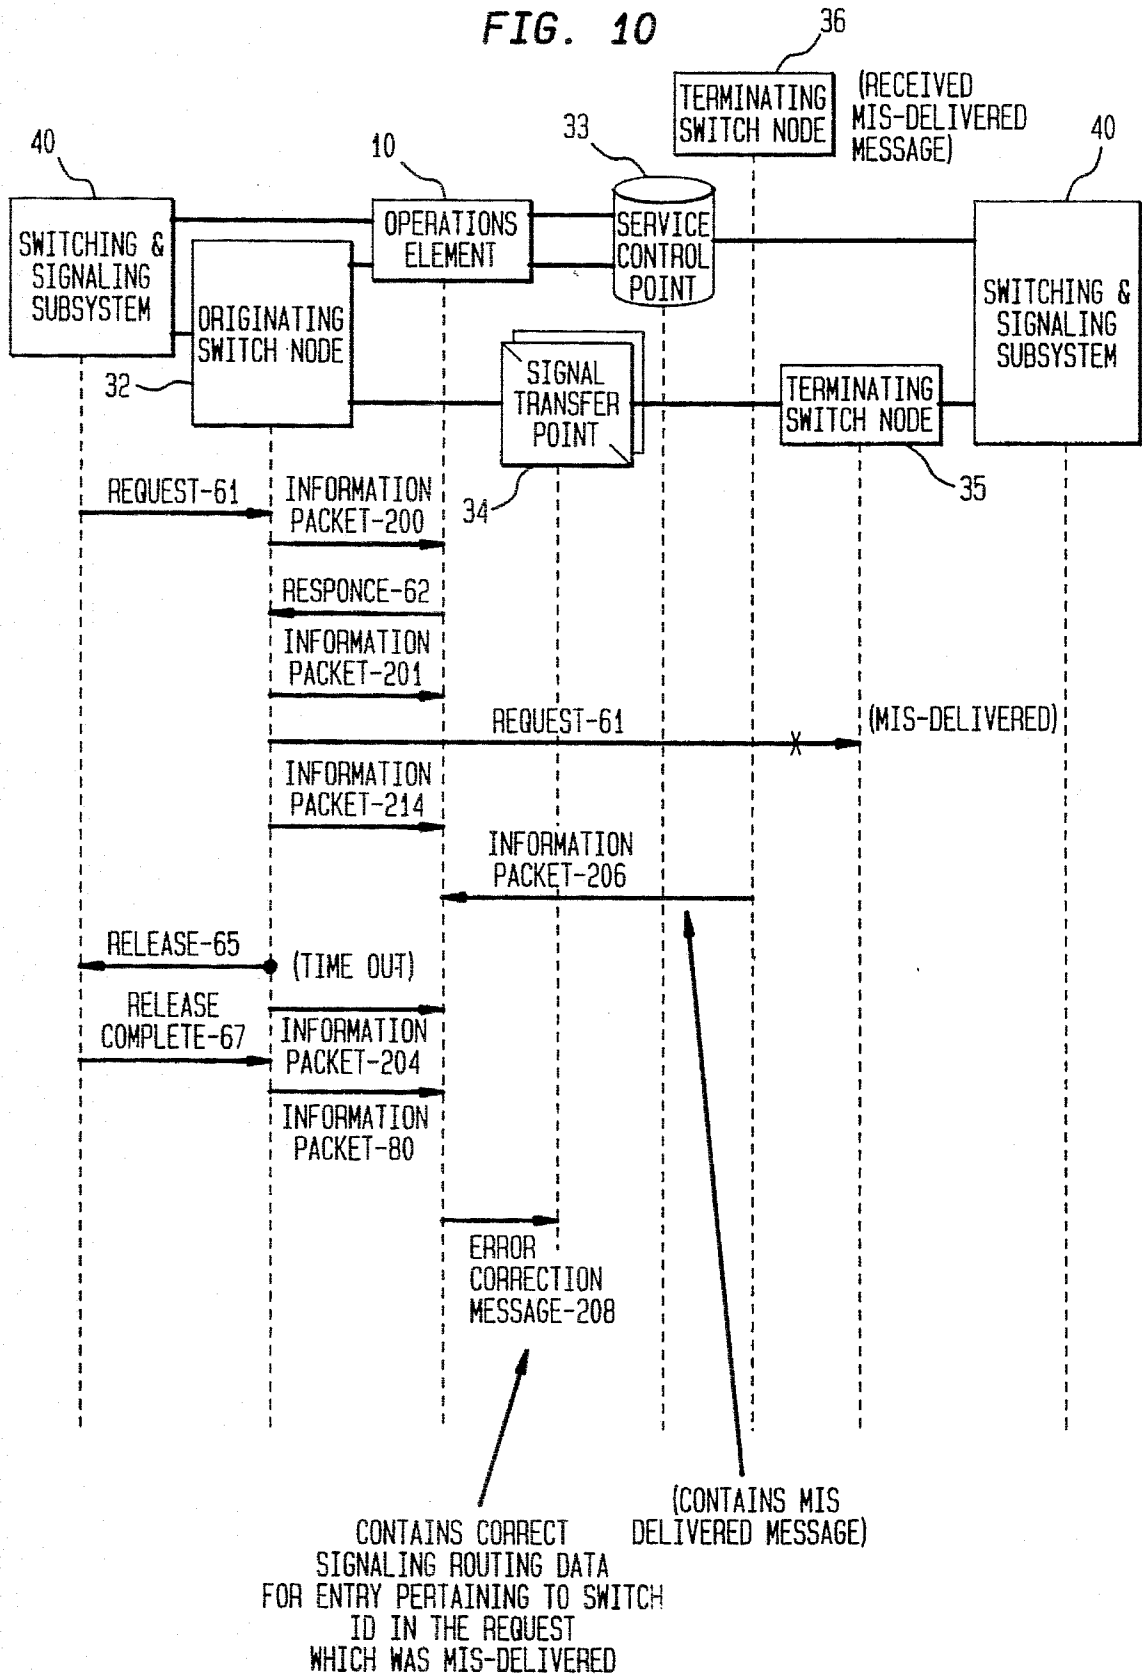 FIG. 10
36
TERMINATING
SWITCH NODE
(RECEIVED
MIS-DELIVERED
MESSAGE)
40
10
33
40
SWITCHING &
SIGNALING
SUBSYSTEM
OPERATIONS
ELEMENT
SERVICE
CONTROL
POINT
SWITCHING &
SIGNALING
SUBSYSTEM
ORIGINATING
SWITCH NODE
32
SIGNAL
TRANSFER
POINT
34
TERMINATING
SWITCH NODE
35
REQUEST-61
INFORMATION
PACKET-200
RESPONCE-62
INFORMATION
PACKET-201
REQUEST-61
X
(MIS-DELIVERED)
INFORMATION
PACKET-214
INFORMATION
PACKET-206
RELEASE-65
(TIME OUT)
RELEASE
COMPLETE-67
INFORMATION
PACKET-204
INFORMATION
PACKET-80
ERROR
CORRECTION
MESSAGE-208
(CONTAINS MIS
DELIVERED MESSAGE)
CONTAINS CORRECT
SIGNALING ROUTING DATA
FOR ENTRY PERTAINING TO SWITCH
ID IN THE REQUEST
WHICH WAS MIS-DELIVERED